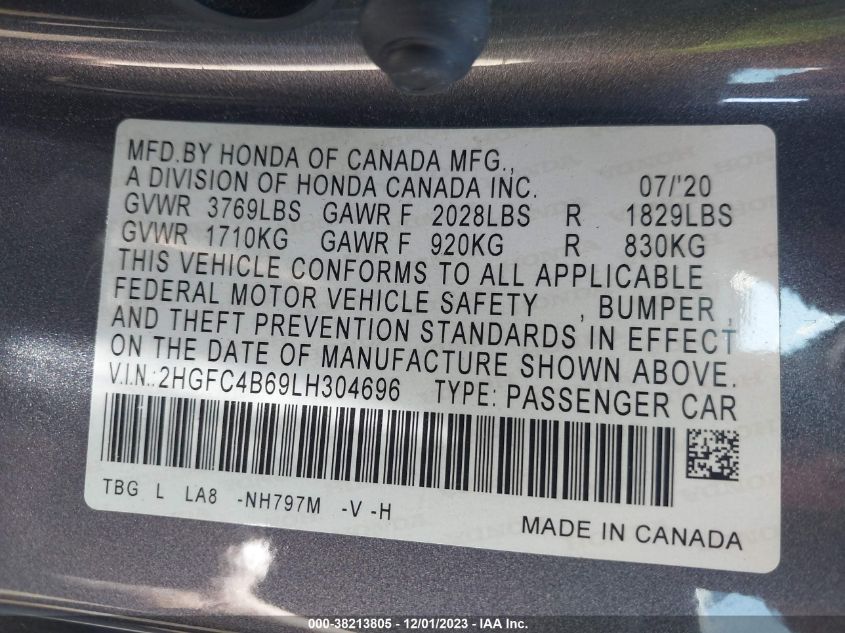 MFD.BY HONDA OF CANADA MFG.,
A DIVISION OF HONDA CANADA INC. 07/'20
GVWR 3769LBS GAWR F 2028LBS R 1829LBS
GVWR 1710KG GAWR F 920KG R 830KG
THIS VEHICLE CONFORMS TO ALL APPLICABLE
FEDERAL MOTOR VEHICLE SAFETY , BUMPER ,
AND THEFT PREVENTION STANDARDS IN EFFECT
ON THE DATE OF MANUFACTURE SHOWN ABOVE.
V.I.N.:2HGFC4B69LH304696 TYPE: PASSENGER CAR
TBG L LA8 -NH797M -V -H
MADE IN CANADA
000-38213805 - 12/01/2023 - IAA Inc.